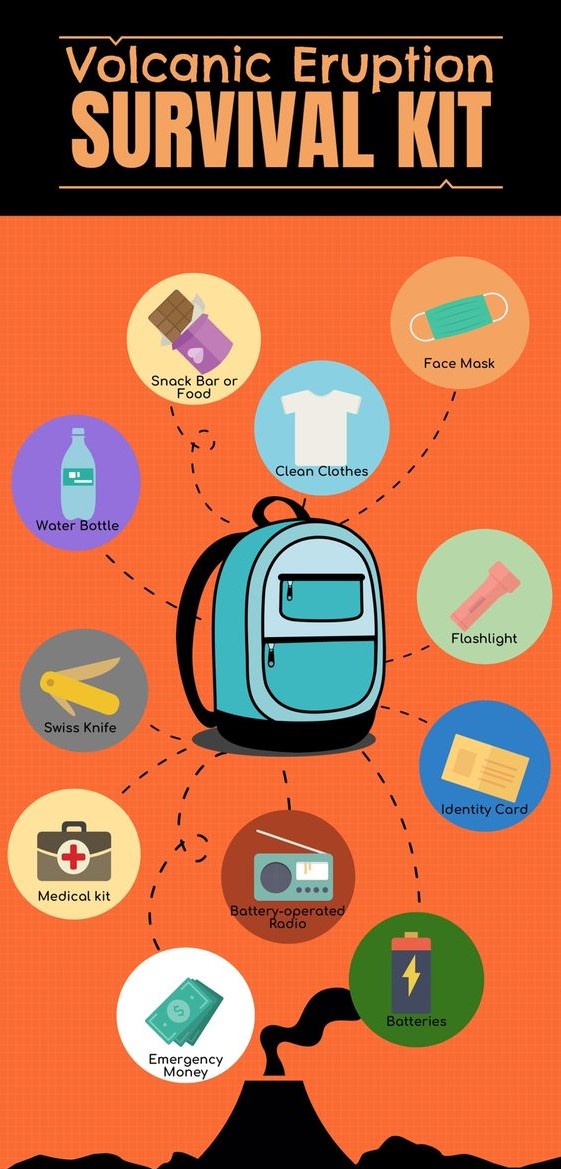 Volcanic Eruption
SURVIVAL KIT
Snack Bar or
Food
Face Mask
Clean Clothes
Water Bottle
Flashlight
Swiss Knife
Identity Card
Medical kit
Battery-operated
Radio
Batteries
Emergency
Money